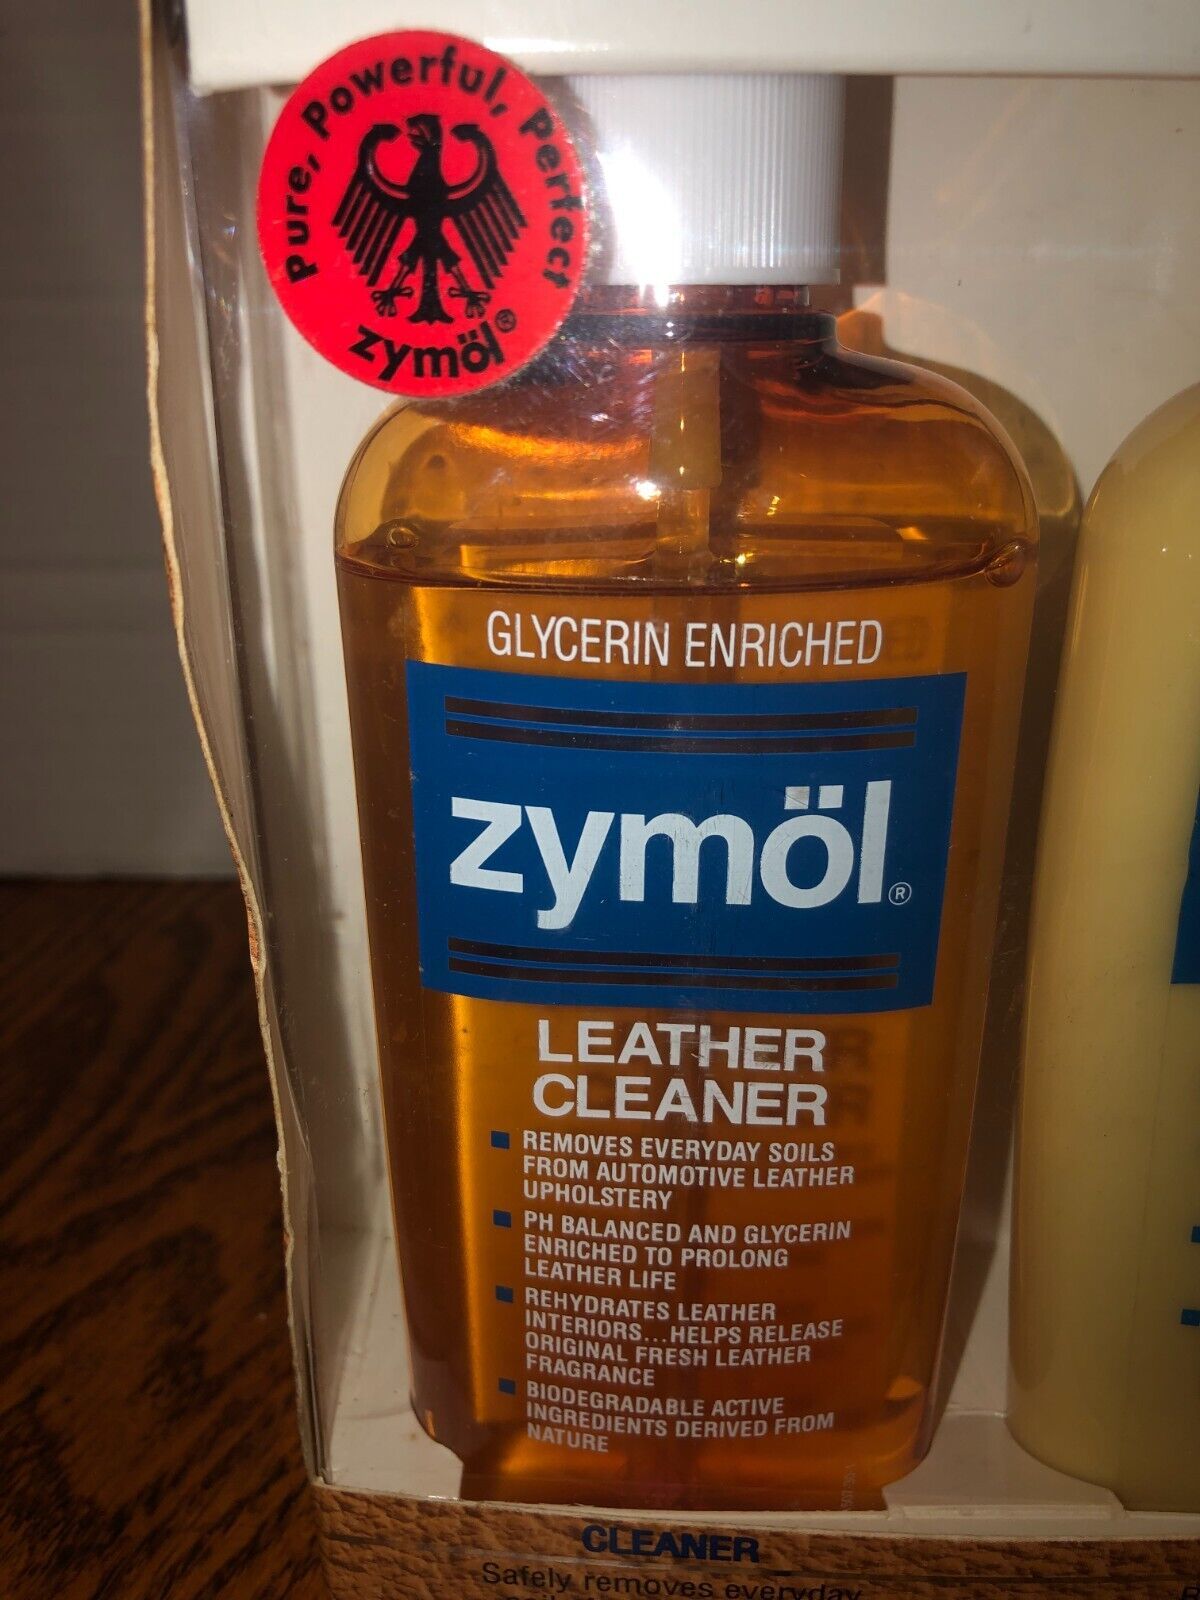 Pure, Powerful, Perfect
zymöl®
GLYCERIN ENRICHED
zymöl®
LEATHER
CLEANER
REMOVES EVERYDAY SOILS
FROM AUTOMOTIVE LEATHER
UPHOLSTERY
PH BALANCED AND GLYCERIN
ENRICHED TO PROLONG
LEATHER LIFE
REHYDRATES LEATHER
INTERIORS...HELPS RELEASE
ORIGINAL FRESH LEATHER
FRAGRANCE
BIODEGRADABLE ACTIVE
INGREDIENTS DERIVED FROM
NATURE
CLEANER
Safely removes everyday